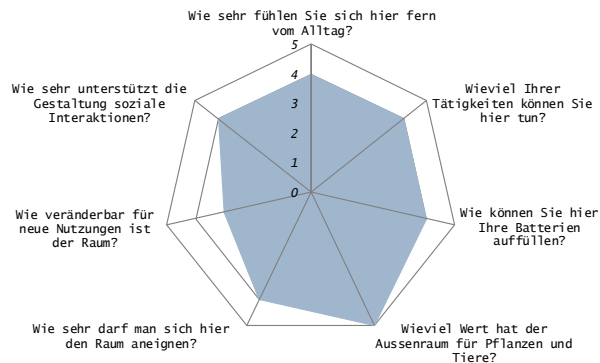 Wie sehr fühlen Sie sich hier fern
vom Alltag?
5
4
3
2
1
0
Wieviel Ihrer
Tätigkeiten können Sie
hier tun?
Wie können Sie hier
Ihre Batterien
auffüllen?
Wieviel Wert hat der
Aussenraum für Pflanzen und
Tiere?
Wie sehr darf man sich hier
den Raum aneignen?
Wie veränderbar für
neue Nutzungen ist
der Raum?
Wie sehr unterstützt die
Gestaltung soziale
Interaktionen?